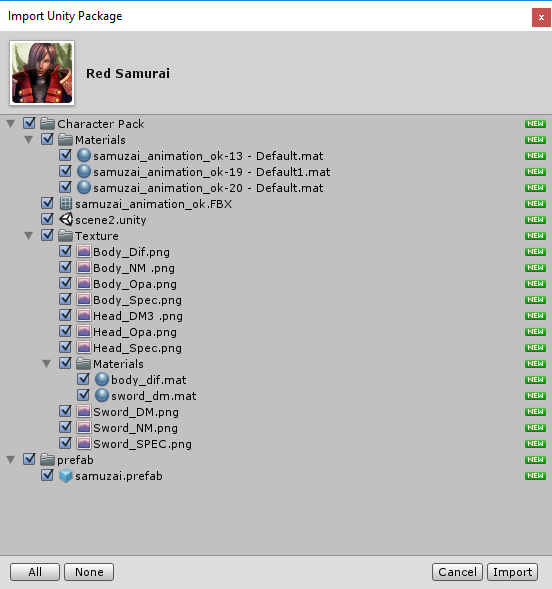 Import Unity Package
x
Red Samurai
Character Pack NEW
Materials NEW
samuzai_animation_ok-13 - Default.mat NEW
samuzai_animation_ok-19 - Default1.mat NEW
samuzai_animation_ok-20 - Default.mat NEW
samuzai_animation_ok.FBX NEW
scene2.unity NEW
Texture NEW
Body_Dif.png NEW
Body_NM .png NEW
Body_Opa.png NEW
Body_Spec.png NEW
Head_DM3 .png NEW
Head_Opa.png NEW
Head_Spec.png NEW
Materials NEW
body_dif.mat NEW
sword_dm.mat NEW
Sword_DM.png NEW
Sword_NM.png NEW
Sword_SPEC.png NEW
prefab NEW
samuzai.prefab NEW
All None Cancel Import